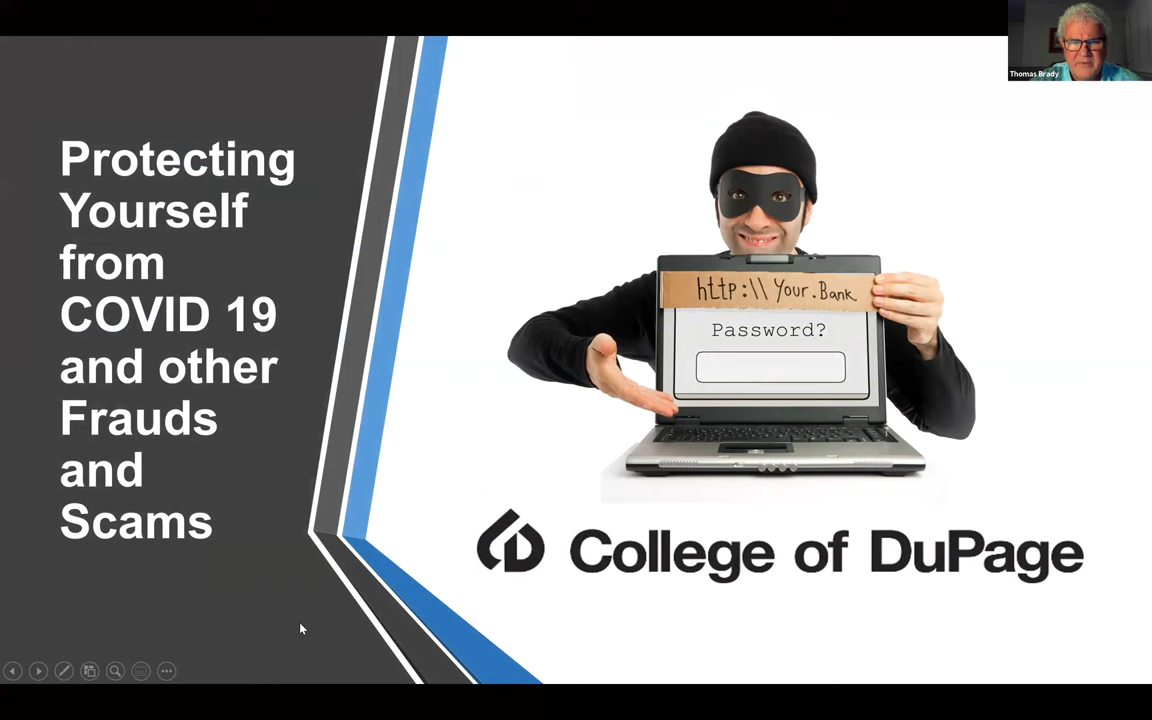 Protecting
Yourself
from
COVID 19
and other
Frauds
and
Scams
http:\\ Your.Bank
Password?
College of DuPage
Thomas Brady